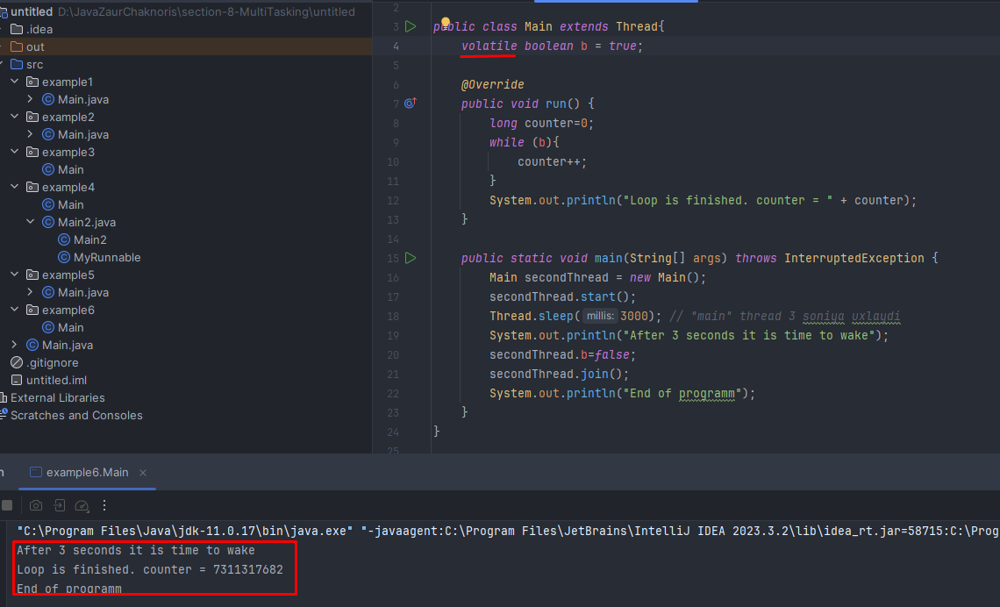 untitled D:\JavaZaurChaknoris\section-8-MultiTasking\untitled
.idea
out
src
example1
Main.java
example2
Main.java
example3
Main
example4
Main
Main2.java
Main2
MyRunnable
example5
Main.java
example6
Main
Main.java
.gitignore
untitled.iml
External Libraries
Scratches and Consoles
2
3 public class Main extends Thread{
4 volatile boolean b = true;
5
6 @Override
7 public void run() {
8 long counter=0;
9 while (b){
10 counter++;
11 }
12 System.out.println("Loop is finished. counter = " + counter);
13 }
14
15 public static void main(String[] args) throws InterruptedException {
16 Main secondThread = new Main();
17 secondThread.start();
18 Thread.sleep( millis: 3000); // "main" thread 3 soniya uxlaydi
19 System.out.println("After 3 seconds it is time to wake");
20 secondThread.b=false;
21 secondThread.join();
22 System.out.println("End of programm");
23 }
24 }
25
example6.Main
"C:\Program Files\Java\jdk-11.0.17\bin\java.exe" "-javaagent:C:\Program Files\JetBrains\IntelliJ IDEA 2023.3.2\lib\idea_rt.jar=58715:C:\Prog
After 3 seconds it is time to wake
Loop is finished. counter = 7311317682
End of programm